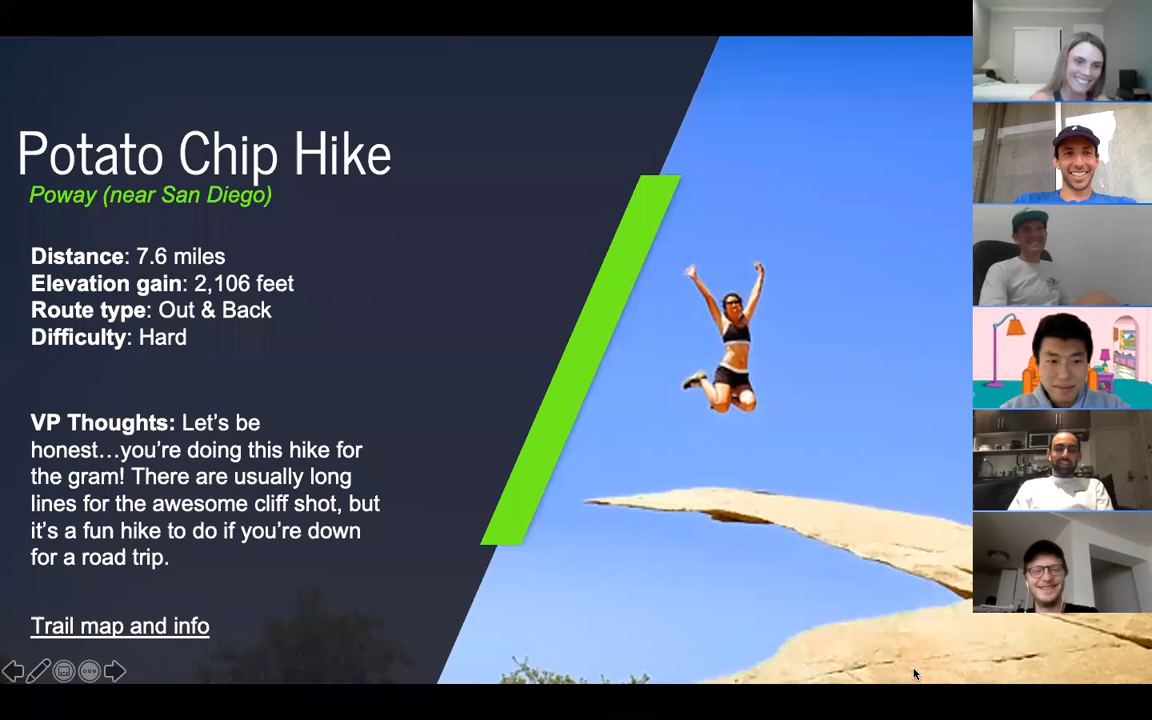 Potato Chip Hike
Poway (near San Diego)
Distance: 7.6 miles
Elevation gain: 2,106 feet
Route type: Out & Back
Difficulty: Hard
VP Thoughts: Let’s be
honest…you’re doing this hike for
the gram! There are usually long
lines for the awesome cliff shot, but
it’s a fun hike to do if you’re down
for a road trip.
Trail map and info